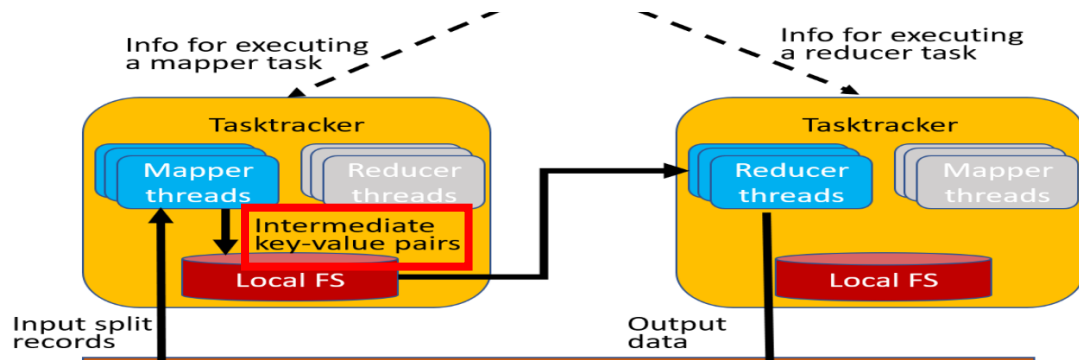 Info for executing
a mapper task
Info for executing
a reducer task
Tasktracker
Mapper
threads
Reducer
threads
Intermediate
key-value pairs
Local FS
Tasktracker
Reducer
threads
Mapper
threads
Local FS
Input split
records
Output
data